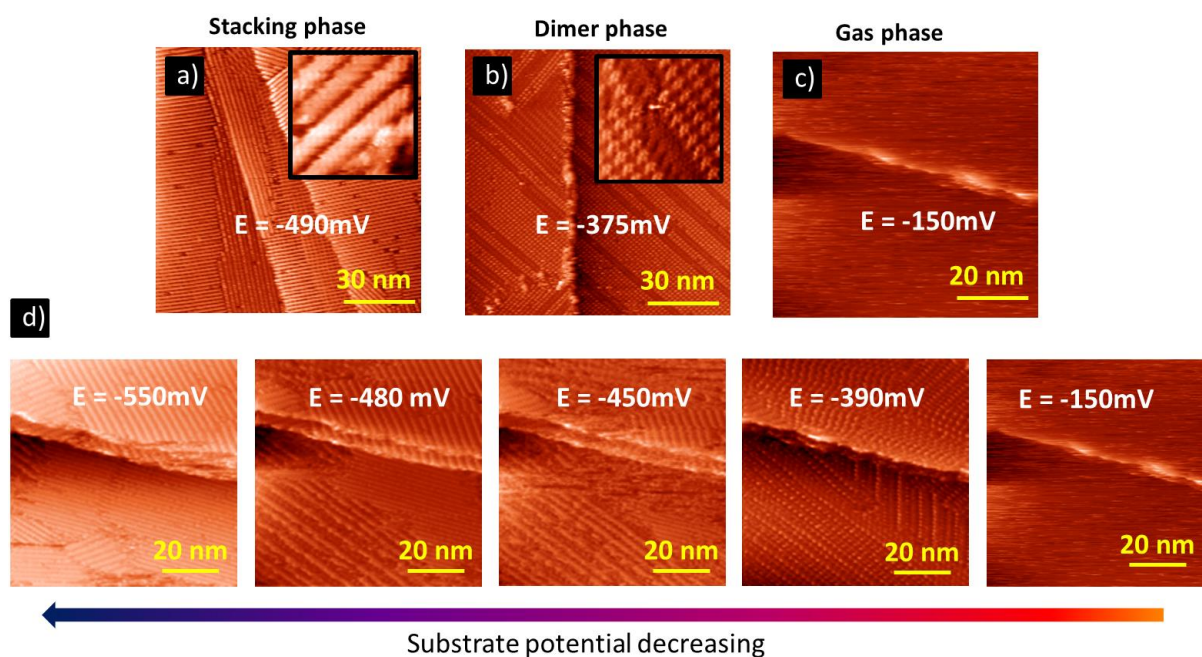 Stacking phase
Dimer phase
Gas phase
a)
b)
c)
E = -490mV
E = -375mV
E = -150mV
30 nm
30 nm
20 nm
d)
E = -550mV
E = -480 mV
E = -450mV
E = -390mV
E = -150mV
20 nm
20 nm
20 nm
20 nm
20 nm
Substrate potential decreasing